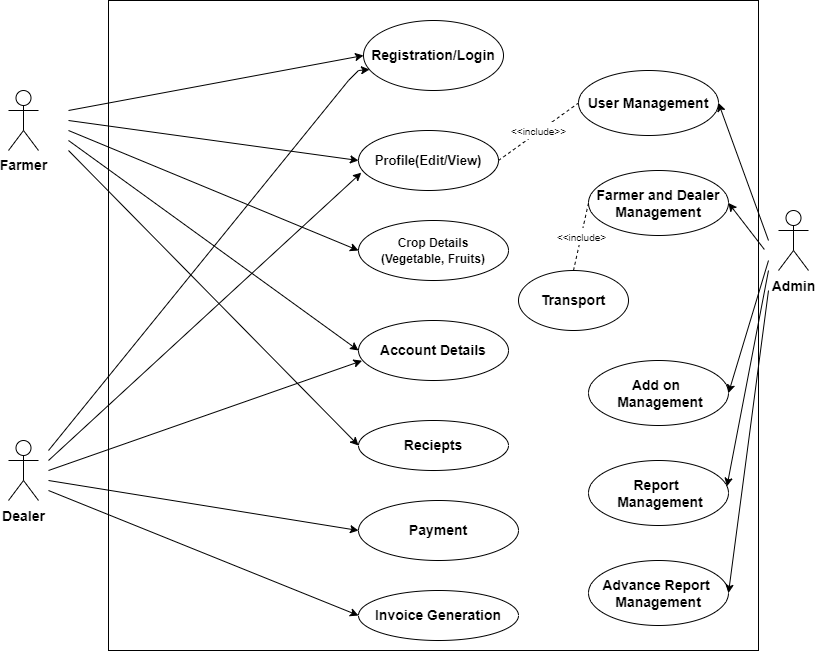 Registration/Login
User Management
<<include>>
Farmer
Profile(Edit/View)
Farmer and Dealer
Management
<<include>
Crop Details
(Vegetable, Fruits)
Admin
Transport
Account Details
Add on
Management
Reciepts
Report
Management
Dealer
Payment
Advance Report
Management
Invoice Generation